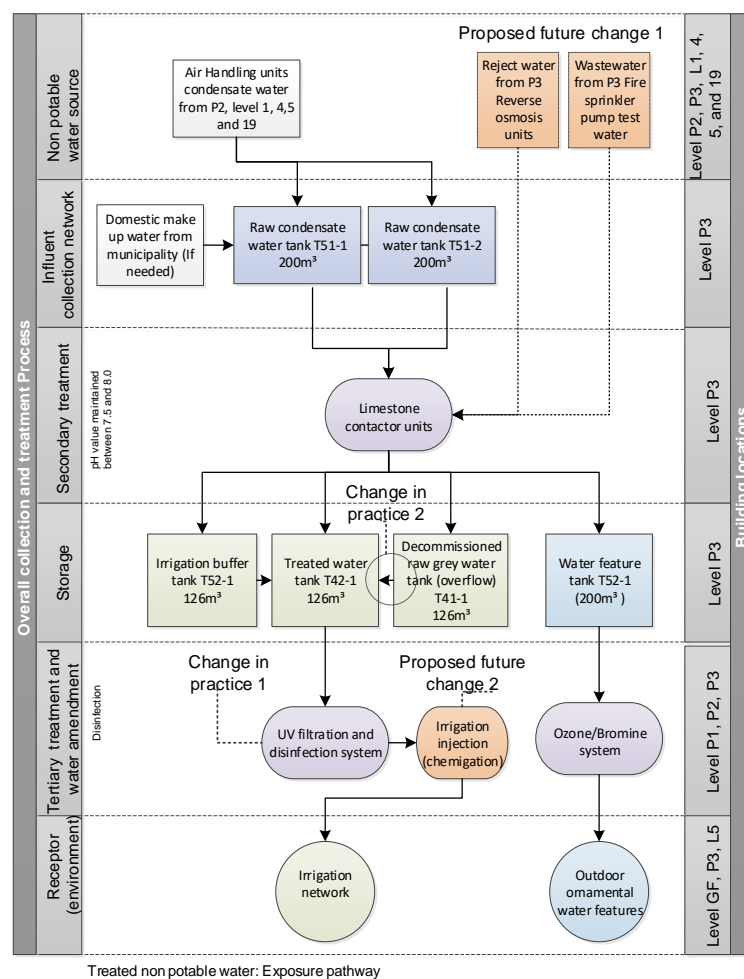 Proposed future change 1
Air Handling units
condensate water
from P2, level 1, 4,5
and 19
Reject water
from P3
Reverse
osmosis
units
Wastewater
from P3 Fire
sprinkler
pump test
water
Non potable
water source
Level P2, P3, L1, 4,
5, and 19
Domestic make
up water from
municipality (If
needed)
Raw condensate
water tank T51-1
200m³
Raw condensate
water tank T51-2
200m³
Influent
collection network
Level P3
Overall collection and treatment Process
Building Locations
Secondary treatment
pH value maintained
between 7.5 and 8.0
Limestone
contactor units
Level P3
Change in
practice 2
Storage
Irrigation buffer
tank T52-1
126m³
Treated water
tank T42-1
126m³
Decommissioned
raw grey water
tank (overflow)
T41-1
126m³
Water feature
tank T52-1
(200m³ )
Level P3
Tertiary treatment and
water amendment
Disinfection
Change in
practice 1
Proposed future
change 2
UV filtration and
disinfection system
Irrigation
injection
(chemigation)
Ozone/Bromine
system
Level P1, P2, P3
Receptor
(environment)
Irrigation
network
Outdoor
ornamental
water features
Level GF, P3, L5
Treated non potable water: Exposure pathway